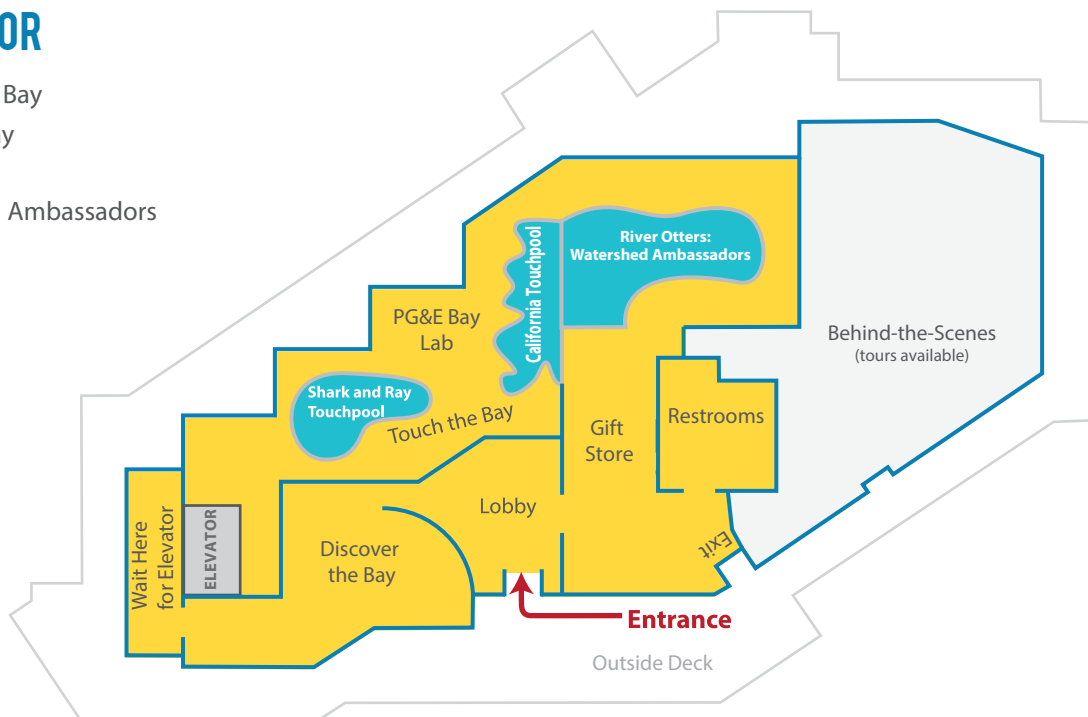 OR
Bay
Ambassadors
River Otters:
Watershed Ambassadors
California Touchpool
PG&E Bay
Lab
Behind-the-Scenes
(tours available)
Shark and Ray
Touchpool
Touch the Bay
Restrooms
Gift
Store
Lobby
Wait Here
for Elevator
ELEVATOR
Discover
the Bay
Exit
Entrance
Outside Deck